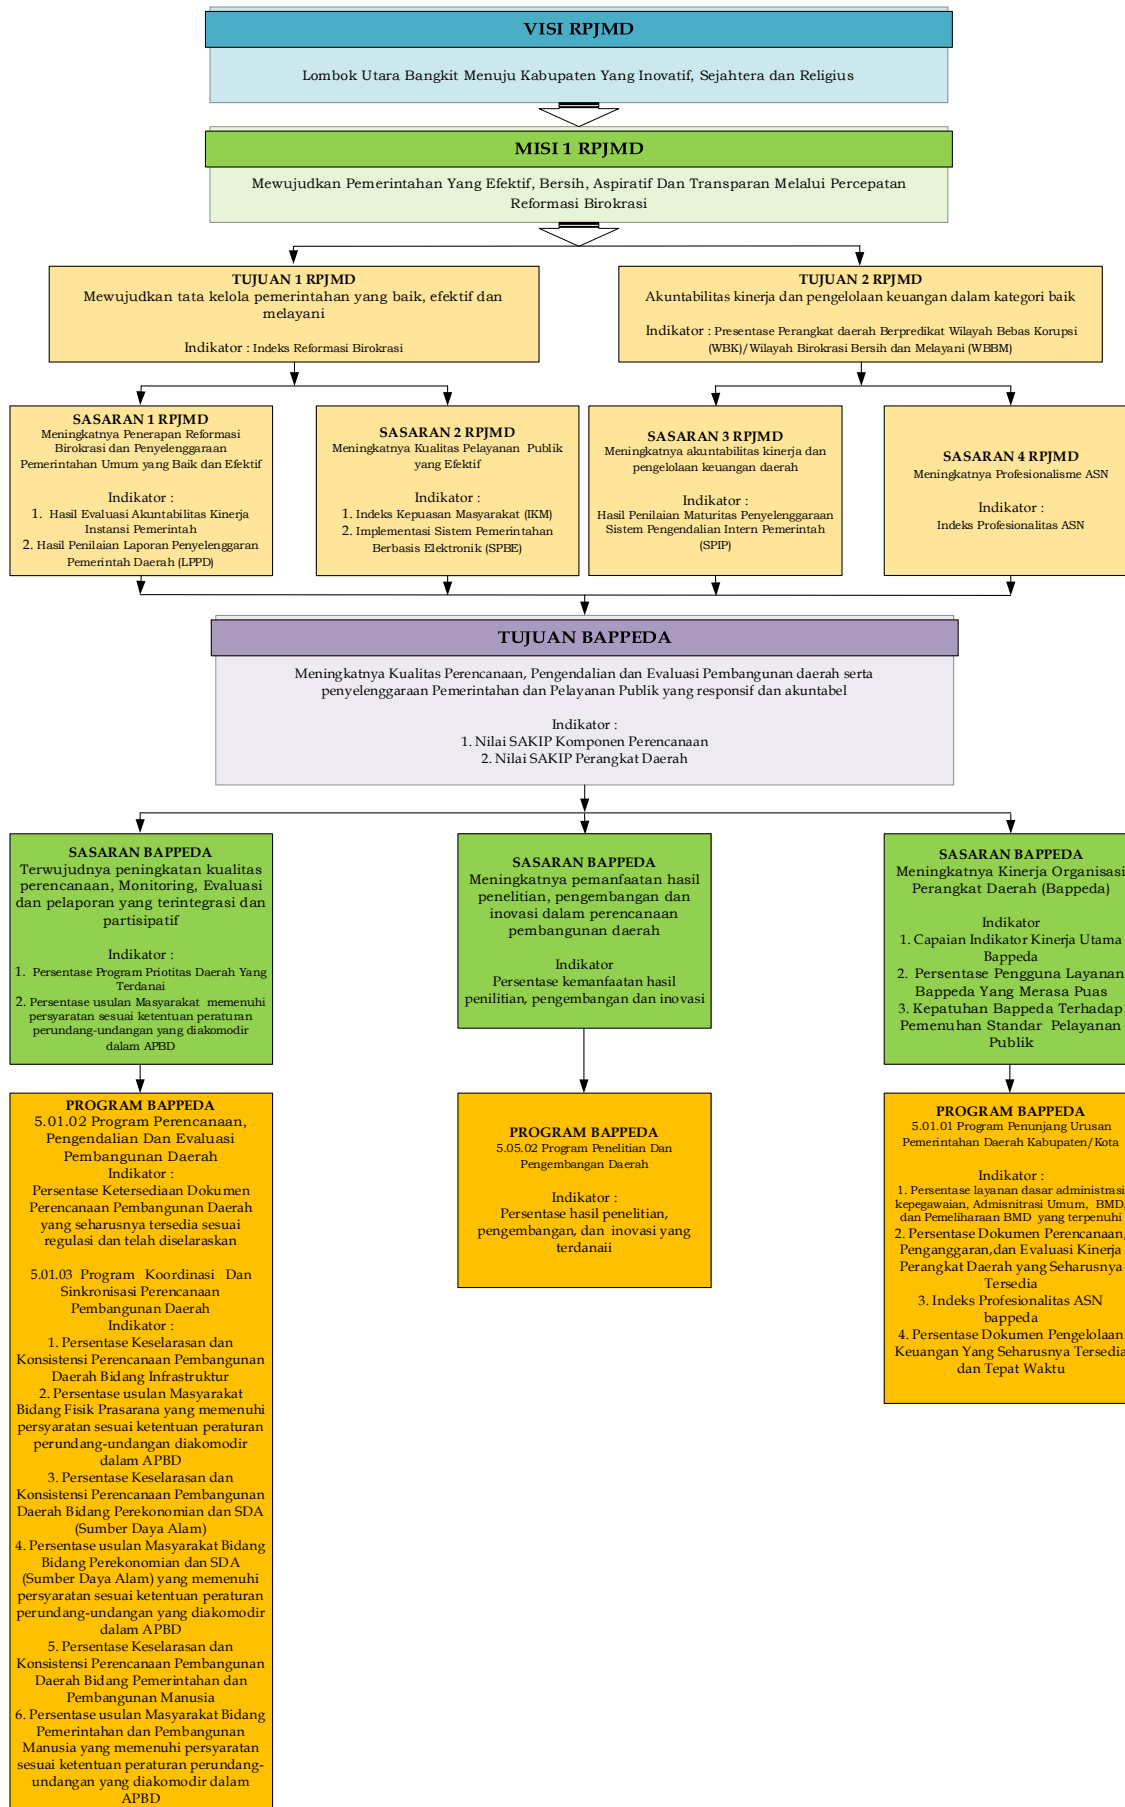 VISI RPJMD
Lombok Utara Bangkit Menuju Kabupaten Yang Inovatif, Sejahtera dan Religius
MISI 1 RPJMD
Mewujudkan Pemerintahan Yang Efektif, Bersih, Aspiratif Dan Transparan Melalui Percepatan
Reformasi Birokrasi
TUJUAN 1 RPJMD
Mewujudkan tata kelola pemerintahan yang baik, efektif dan
melayani
Indikator : Indeks Reformasi Birokrasi
TUJUAN 2 RPJMD
Akuntabilitas kinerja dan pengelolaan keuangan dalam kategori baik
Indikator : Presentase Perangkat daerah Berpredikat Wilayah Bebas Korupsi
(WBK)/Wilayah Birokrasi Bersih dan Melayani (WBBM)
SASARAN 1 RPJMD
Meningkatnya Penerapan Reformasi
Birokrasi dan Penyelenggaraan
Pemerintahan Umum yang Baik dan Efektif
Indikator :
1. Hasil Evaluasi Akuntabilitas Kinerja
Instansi Pemerintah
2. Hasil Penilaian Laporan Penyelenggaran
Pemerintah Daerah (LPPD)
SASARAN 2 RPJMD
Meningkatnya Kualitas Pelayanan Publik
yang Efektif
Indikator :
1. Indeks Kepuasan Masyarakat (IKM)
2. Implementasi Sistem Pemerintahan
Berbasis Elektronik (SPBE)
SASARAN 3 RPJMD
Meningkatnya akuntabilitas kinerja dan
pengelolaan keuangan daerah
Indikator :
Hasil Penilaian Maturitas Penyelenggaraan
Sistem Pengendalian Intern Pemerintah
(SPIP)
SASARAN 4 RPJMD
Meningkatnya Profesionalisme ASN
Indikator :
Indeks Profesionalitas ASN
TUJUAN BAPPEDA
Meningkatnya Kualitas Perencanaan, Pengendalian dan Evaluasi Pembangunan daerah serta
penyelenggaraan Pemerintahan dan Pelayanan Publik yang responsif dan akuntabel
Indikator :
1. Nilai SAKIP Komponen Perencanaan
2. Nilai SAKIP Perangkat Daerah
SASARAN BAPPEDA
Terwujudnya peningkatan kualitas
perencanaan, Monitoring, Evaluasi
dan pelaporan yang terintegrasi dan
partisipatif
Indikator :
1. Persentase Program Priotitas Daerah Yang
Terdanai
2. Persentase usulan Masyarakat memenuhi
persyaratan sesuai ketentuan peraturan
perundang-undangan yang diakomodir
dalam APBD
SASARAN BAPPEDA
Meningkatnya pemanfaatan hasil
penelitian, pengembangan dan
inovasi dalam perencanaan
pembangunan daerah
Indikator
Persentase kemanfaatan hasil
penilitian, pengembangan dan inovasi
SASARAN BAPPEDA
Meningkatnya Kinerja Organisasi
Perangkat Daerah (Bappeda)
Indikator
1. Capaian Indikator Kinerja Utama
Bappeda
2. Persentase Pengguna Layanan
Bappeda Yang Merasa Puas
3. Kepatuhan Bappeda Terhadap
Pemenuhan Standar Pelayanan
Publik
PROGRAM BAPPEDA
5.01.02 Program Perencanaan,
Pengendalian Dan Evaluasi
Pembangunan Daerah
Indikator :
Persentase Ketersediaan Dokumen
Perencanaan Pembangunan Daerah
yang seharusnya tersedia sesuai
regulasi dan telah diselaraskan
5.01.03 Program Koordinasi Dan
Sinkronisasi Perencanaan
Pembangunan Daerah
Indikator :
1. Persentase Keselarasan dan
Konsistensi Perencanaan Pembangunan
Daerah Bidang Infrastruktur
2. Persentase usulan Masyarakat
Bidang Fisik Prasarana yang memenuhi
persyaratan sesuai ketentuan peraturan
perundang-undangan diakomodir
dalam APBD
3. Persentase Keselarasan dan
Konsistensi Perencanaan Pembangunan
Daerah Bidang Perekonomian dan SDA
(Sumber Daya Alam)
4. Persentase usulan Masyarakat Bidang
Bidang Perekonomian dan SDA
(Sumber Daya Alam) yang memenuhi
persyaratan sesuai ketentuan peraturan
perundang-undangan yang diakomodir
dalam APBD
5. Persentase Keselarasan dan
Konsistensi Perencanaan Pembangunan
Daerah Bidang Pemerintahan dan
Pembangunan Manusia
6. Persentase usulan Masyarakat Bidang
Pemerintahan dan Pembangunan
Manusia yang memenuhi persyaratan
sesuai ketentuan peraturan perundang-
undangan yang diakomodir dalam
APBD
PROGRAM BAPPEDA
5.05.02 Program Penelitian Dan
Pengembangan Daerah
Indikator :
Persentase hasil penelitian,
pengembangan, dan inovasi yang
terdanaii
PROGRAM BAPPEDA
5.01.01 Program Penunjang Urusan
Pemerintahan Daerah Kabupaten/Kota
Indikator :
1. Persentase layanan dasar administrasi
kepegawaian, Admisnitrasi Umum, BMD,
dan Pemeliharaan BMD yang terpenuhi
2. Persentase Dokumen Perencanaan,
Penganggaran,dan Evaluasi Kinerja
Perangkat Daerah yang Seharusnya
Tersedia
3. Indeks Profesionalitas ASN
bappeda
4. Persentase Dokumen Pengelolaan
Keuangan Yang Seharusnya Tersedia
dan Tepat Waktu